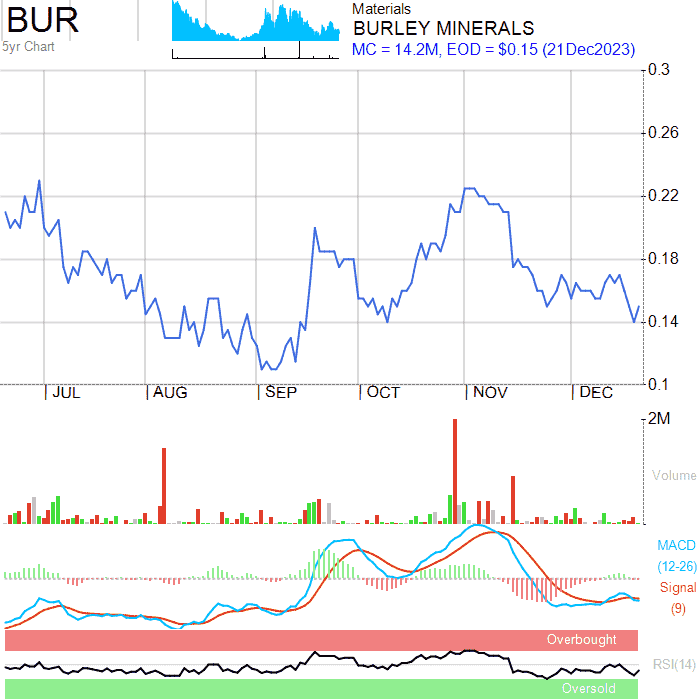 BUR
5yr Chart
Materials
BURLEY MINERALS
MC = 14.2M, EOD = $0.15 (21Dec2023)
0.3
0.26
0.22
0.18
0.14
0.1
JUL AUG SEP OCT NOV DEC
2M
Volume
MACD
(12-26)
Signal
(9)
Overbought
RSI(14)
Oversold